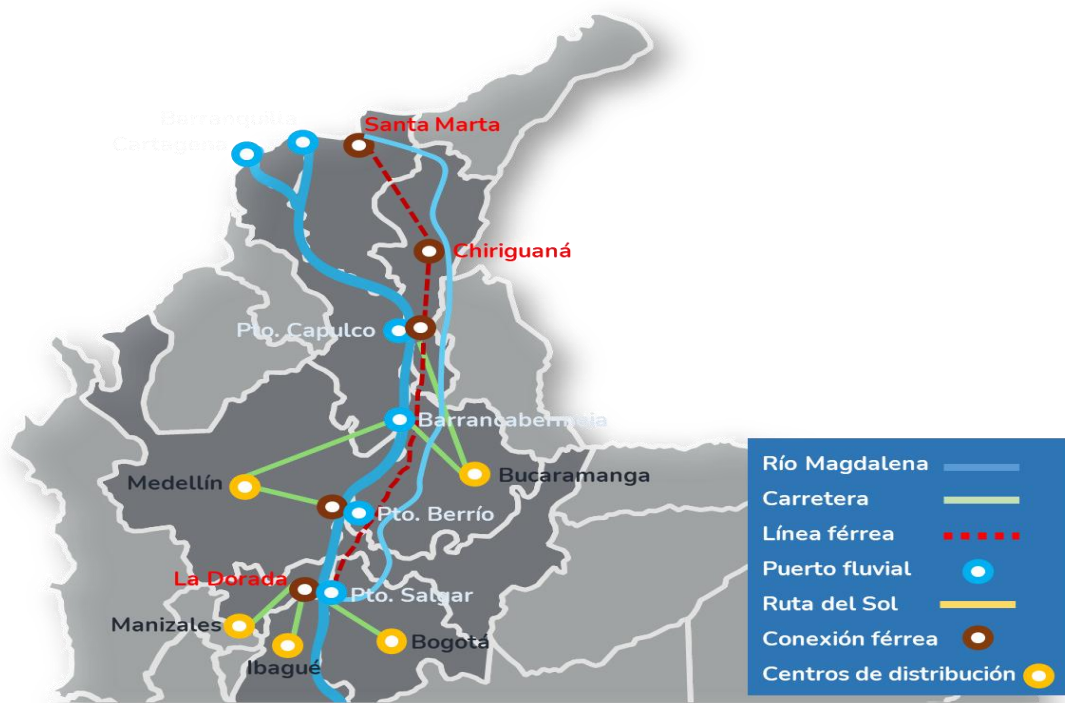 Barranquilla
Santa Marta
Cartagena
Chiriguaná
Pto. Capulco
Barrancabermeja
Bucaramanga
Medellín
Pto. Berrío
La Dorada
Pto. Salgar
Manizales
Bogotá
Ibagué
Río Magdalena
Carretera
Línea férrea
Puerto fluvial
Ruta del Sol
Conexión férrea
Centros de distribución